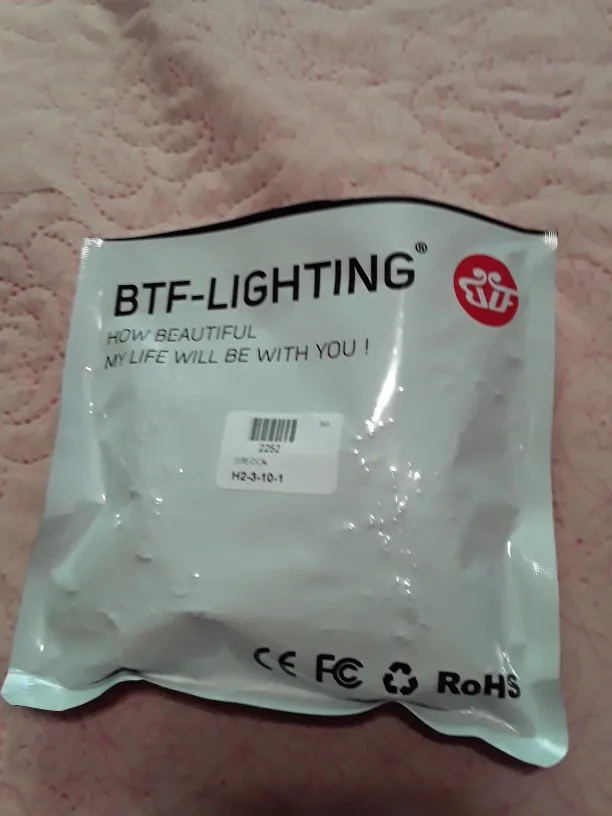 BTF-LIGHTING®
HOW BEAUTIFUL
MY LIFE WILL BE WITH YOU !
2252
H2-3-10-1
CE FC RoHS